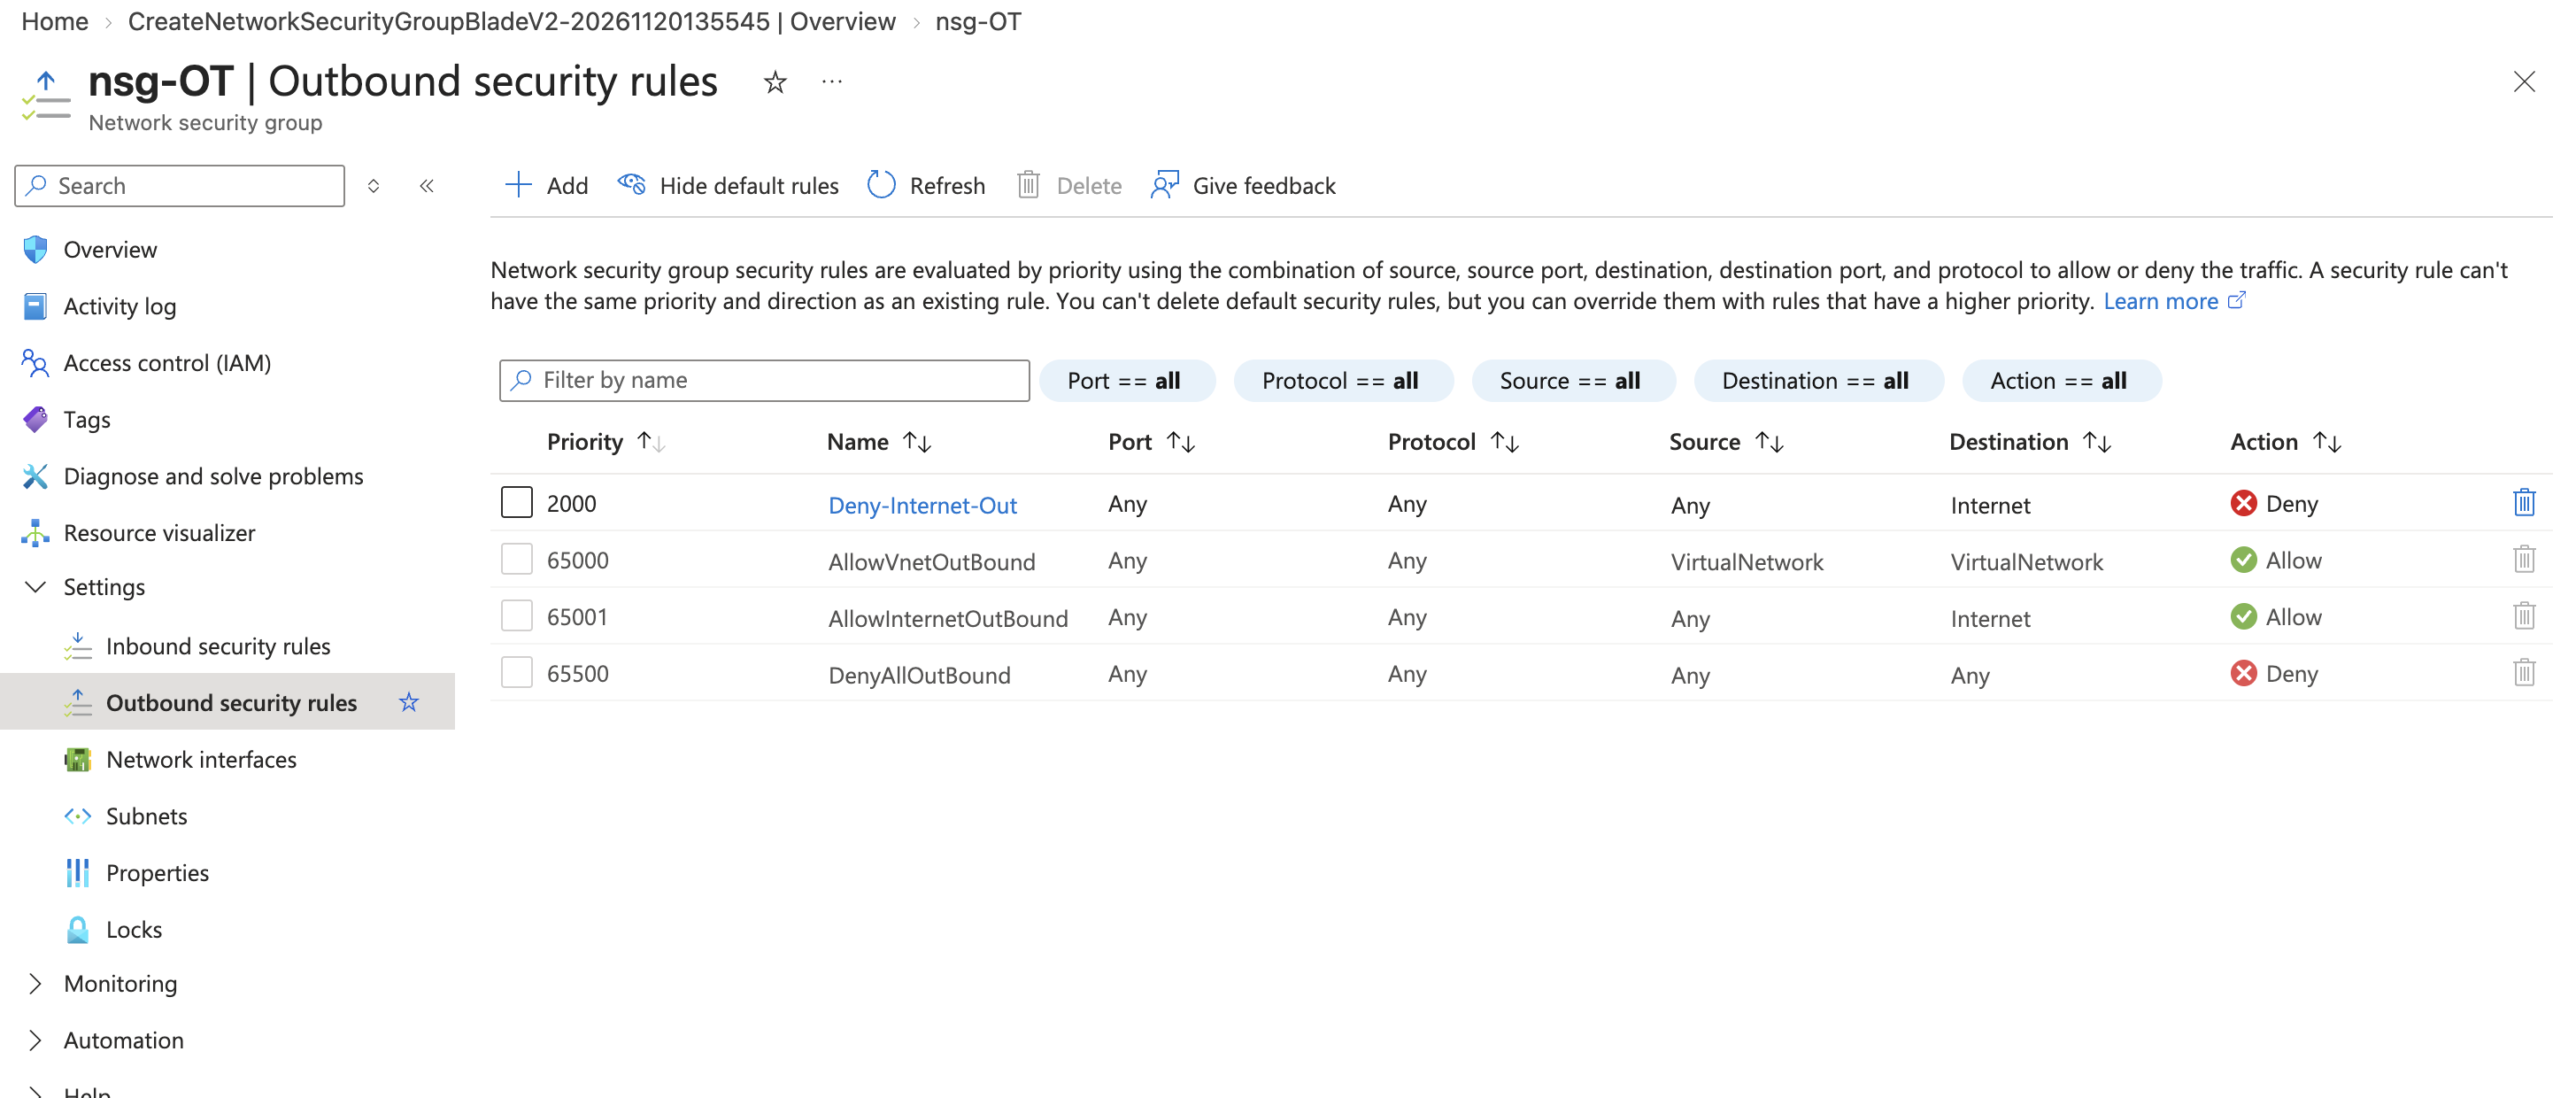 Home > CreateNetworkSecurityGroupBladeV2-20261120135545 | Overview > nsg-OT
nsg-OT | Outbound security rules
Network security group
Search
Overview
Activity log
Access control (IAM)
Tags
Diagnose and solve problems
Resource visualizer
Settings
Inbound security rules
Outbound security rules
Network interfaces
Subnets
Properties
Locks
Monitoring
Automation
Help
Add Hide default rules Refresh Delete Give feedback
Network security group security rules are evaluated by priority using the combination of source, source port, destination, destination port, and protocol to allow or deny the traffic. A security rule can't
have the same priority and direction as an existing rule. You can't delete default security rules, but you can override them with rules that have a higher priority. Learn more
Filter by name Port == all Protocol == all Source == all Destination == all Action == all
Priority Name Port Protocol Source Destination Action
2000 Deny-Internet-Out Any Any Any Internet Deny
65000 AllowVnetOutBound Any Any VirtualNetwork VirtualNetwork Allow
65001 AllowInternetOutBound Any Any Any Internet Allow
65500 DenyAllOutBound Any Any Any Any Deny